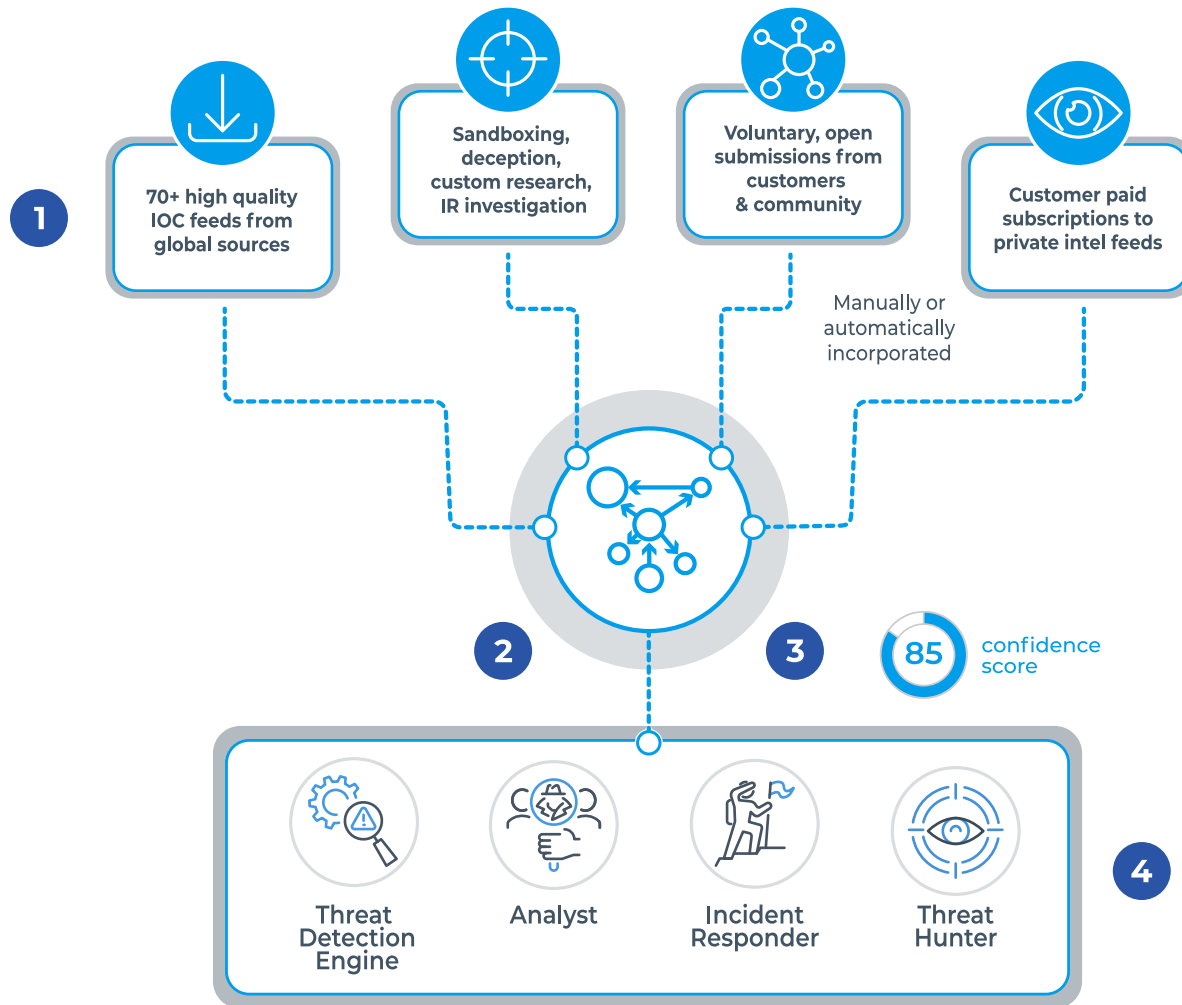 1
70+ high quality
IOC feeds from
global sources
Sandboxing,
deception,
custom research,
IR investigation
Voluntary, open
submissions from
customers
& community
Customer paid
subscriptions to
private intel feeds
Manually or
automatically
incorporated
2
3
85
confidence
score
Threat
Detection
Engine
Analyst
Incident
Responder
Threat
Hunter
4